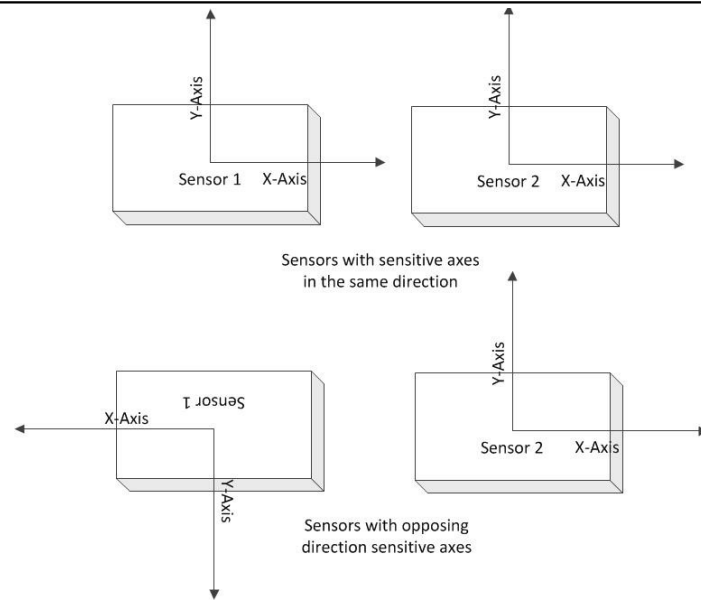 Y-Axis
Sensor 1
X-Axis
Y-Axis
Sensor 2
X-Axis
Sensors with sensitive axes
in the same direction
X-Axis
Sensor 1
Y-Axis
Y-Axis
Sensor 2
X-Axis
Sensors with opposing
direction sensitive axes